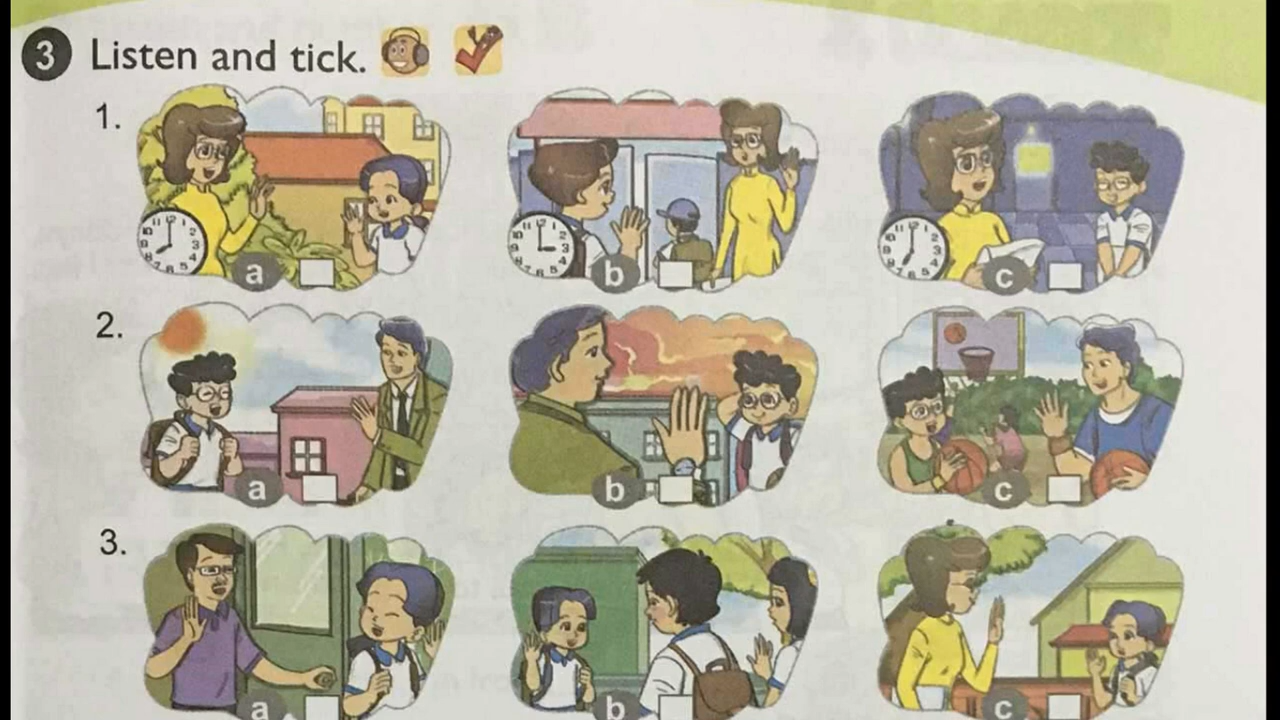 3 Listen and tick.
1.
a b c
2.
a b c
3.
a b c